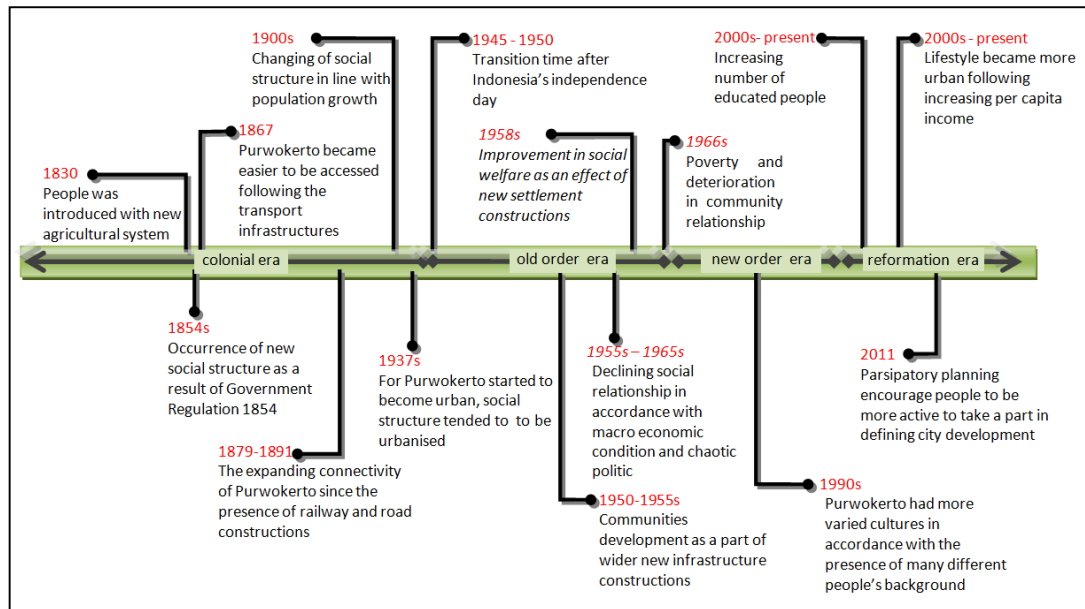 1900s
Changing of social
structure in line with
population growth
1945 - 1950
Transition time after
Indonesia's independence
day
2000s- present
Increasing
number of
educated people
2000s - present
Lifestyle became more
urban following
increasing per capita
income
1867
Purwokerto became
easier to be accessed
following the
transport
infrastructures
1958s
Improvement in social
welfare as an effect of
new settlement
constructions
1966s
Poverty and
deterioration
in community
relationship
1830
People was
introduced with new
agricultural system
colonial era
old order era
new order era
reformation era
1854s
Occurrence of new
social structure as a
result of Government
Regulation 1854
1937s
For Purwokerto started to
become urban, social
structure tended to to be
urbanised
1955s – 1965s
Declining social
relationship in
accordance with
macro economic
condition and chaotic
politic
2011
Parsipatory planning
encourage people to be
more active to take a part in
defining city development
1879-1891
The expanding connectivity
of Purwokerto since the
presence of railway and road
constructions
1950-1955s
Communities
development as a part of
wider new infrastructure
constructions
1990s
Purwokerto had more
varied cultures in
accordance with the
presence of many different
people's background